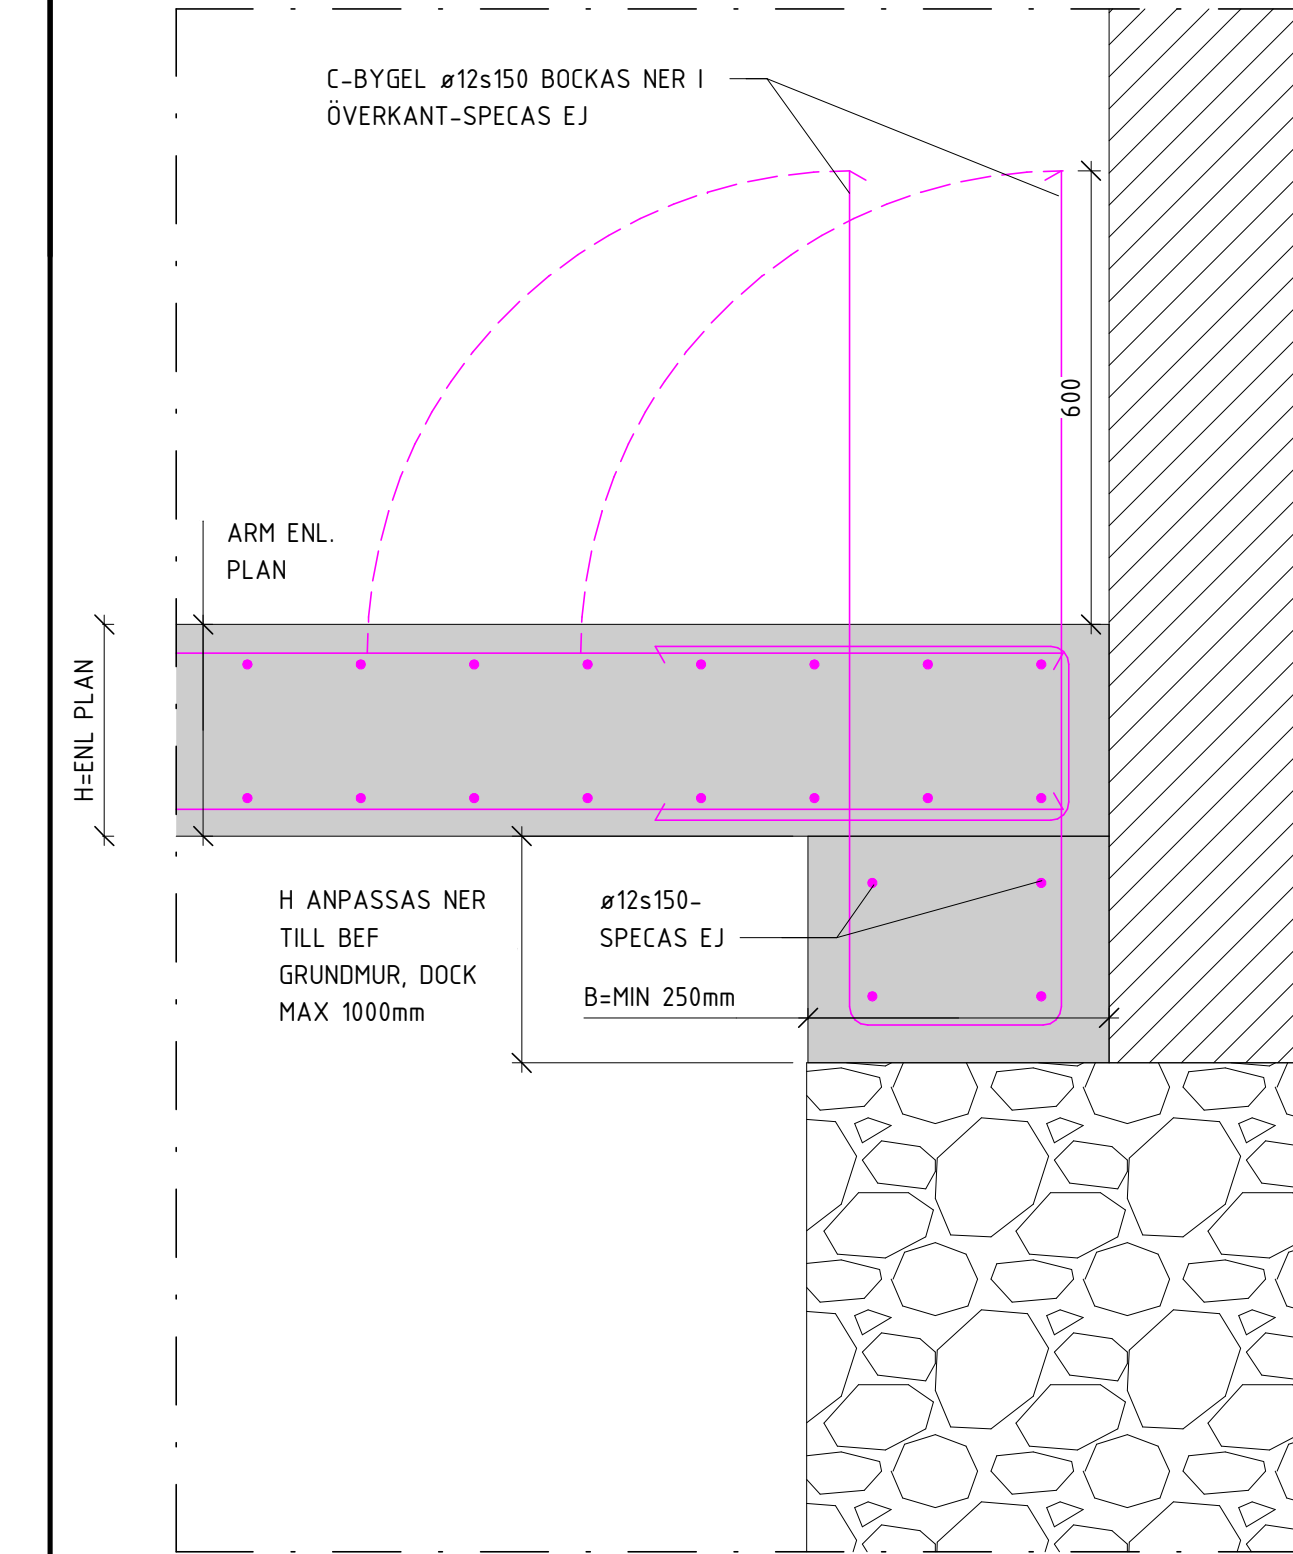 C-BYGEL ø12s150 BOCKAS NER I
ÖVERKANT-SPECAS EJ
600
ARM ENL.
PLAN
H=ENL PLAN
H ANPASSAS NER
TILL BEF
GRUNDMUR, DOCK
MAX 1000mm
ø12s150-
SPECAS EJ
B=MIN 250mm